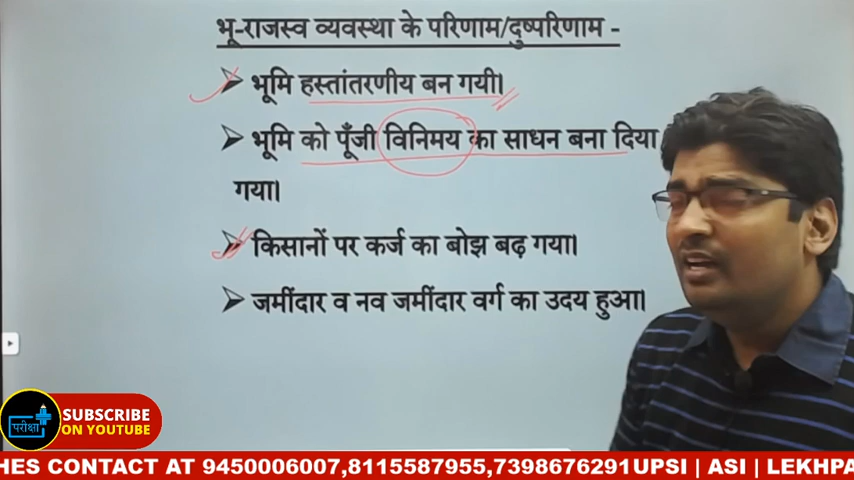 भू-राजस्व व्यवस्था के परिणाम/दुष्परिणाम -
भूमि हस्तांतरणीय बन गयी।
भूमि को पूँजी विनिमय का साधन बना दिया
गया।
किसानों पर कर्ज का बोझ बढ़ गया।
जमींदार व नव जमींदार वर्ग का उदय हुआ।
परीक्षा
SUBSCRIBE
ON YOUTUBE
HES CONTACT AT 9450006007,8115587955,7398676291UPSI | ASI | LEKHPA